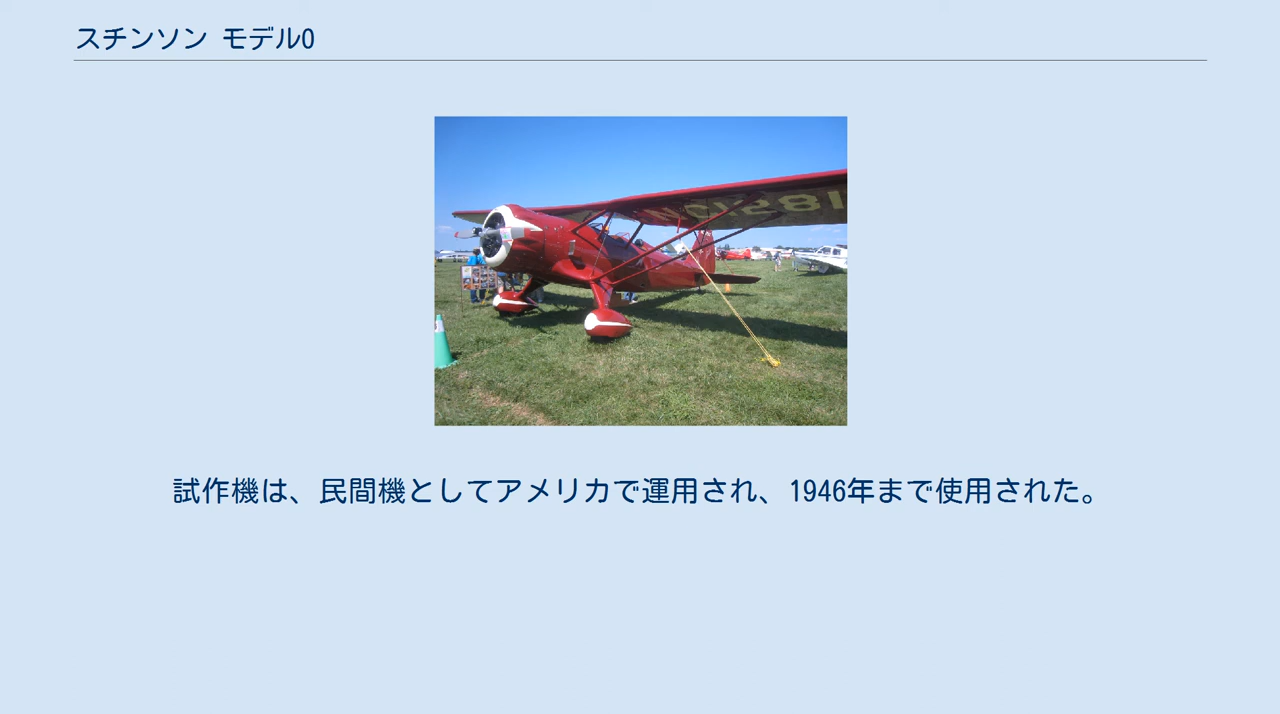 スチンソン モデルO
試作機は、民間機としてアメリカで運用され、1946年まで使用された。